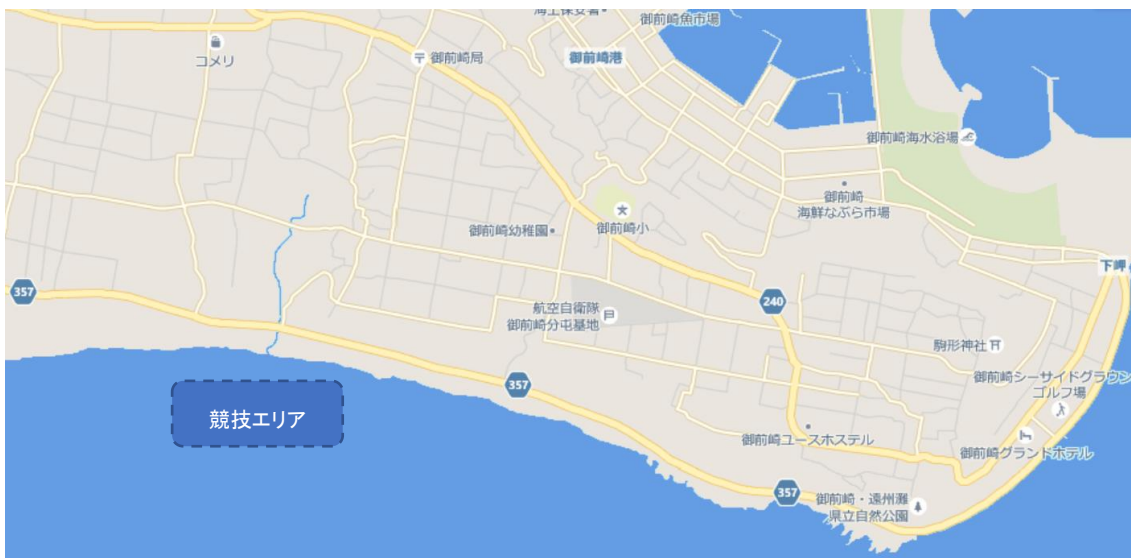 海上保安署
御前崎魚市場
コメリ
御前崎局
御前崎港
御前崎海水浴場
御前崎
海鮮なぶら市場
御前崎幼稚園
御前崎小
下岬
357
240
航空自衛隊
御前崎分屯基地
駒形神社
357
御前崎シーサイドグラウン
ゴルフ場
競技エリア
御前崎ユースホステル
御前崎グランドホテル
357
御前崎・遠州灘
県立自然公園